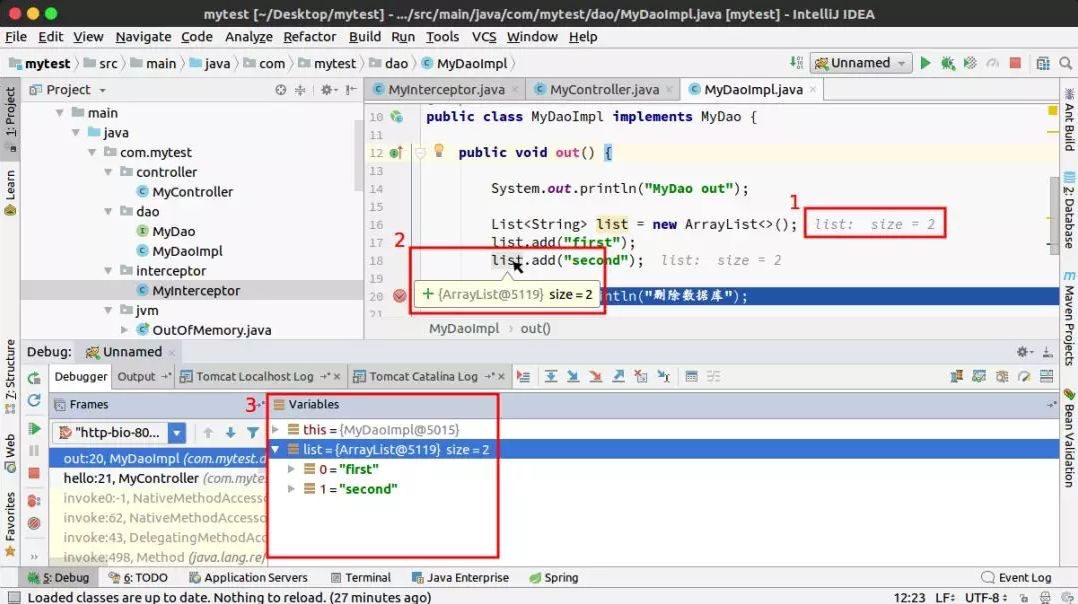 mytest [~/Desktop/mytest] - .../src/main/java/com/mytest/dao/MyDaoImpl.java [mytest] - IntelliJ IDEA
File Edit View Navigate Code Analyze Refactor Build Run Tools VCS Window Help
mytest src main java com mytest dao MyDaoImpl Unnamed
1: Project
Learn
Z: Structure
Web
Favorites
Project
main
java
com.mytest
controller
MyController
dao
MyDao
MyDaoImpl
interceptor
MyInterceptor
jvm
OutOfMemory.java
MyInterceptor.java MyController.java MyDaoImpl.java
10 public class MyDaoImpl implements MyDao {
11
12 public void out() {
13
14 System.out.println("MyDao out");
15
16 List<String> list = new ArrayList<>(); list: size = 2
1
17 list.add("first");
2
18 list.add("second"); list: size = 2
19
20 println("删除数据库");
+ {ArrayList@5119} size = 2
21
MyDaoImpl › out()
Ant Build
2: Database
m Maven Projects
Bean Validation
Debug: Unnamed
Debugger Output Tomcat Localhost Log Tomcat Catalina Log
Frames
"http-bio-80...
out:20, MyDaoImpl (com.mytest.d
hello:21, MyController (com.myte
invoke0:-1, NativeMethodAccesso
invoke:62, NativeMethodAccesso
invoke:43, DelegatingMethodAcc
invoke:498, Method (java.lang.re
3
Variables
this = {MyDaoImpl@5015}
list = {ArrayList@5119} size = 2
0 = "first"
1 = "second"
5: Debug 6: TODO Application Servers Terminal Java Enterprise Spring Event Log
Loaded classes are up to date. Nothing to reload. (27 minutes ago) 12:23 LF÷ UTF-8÷